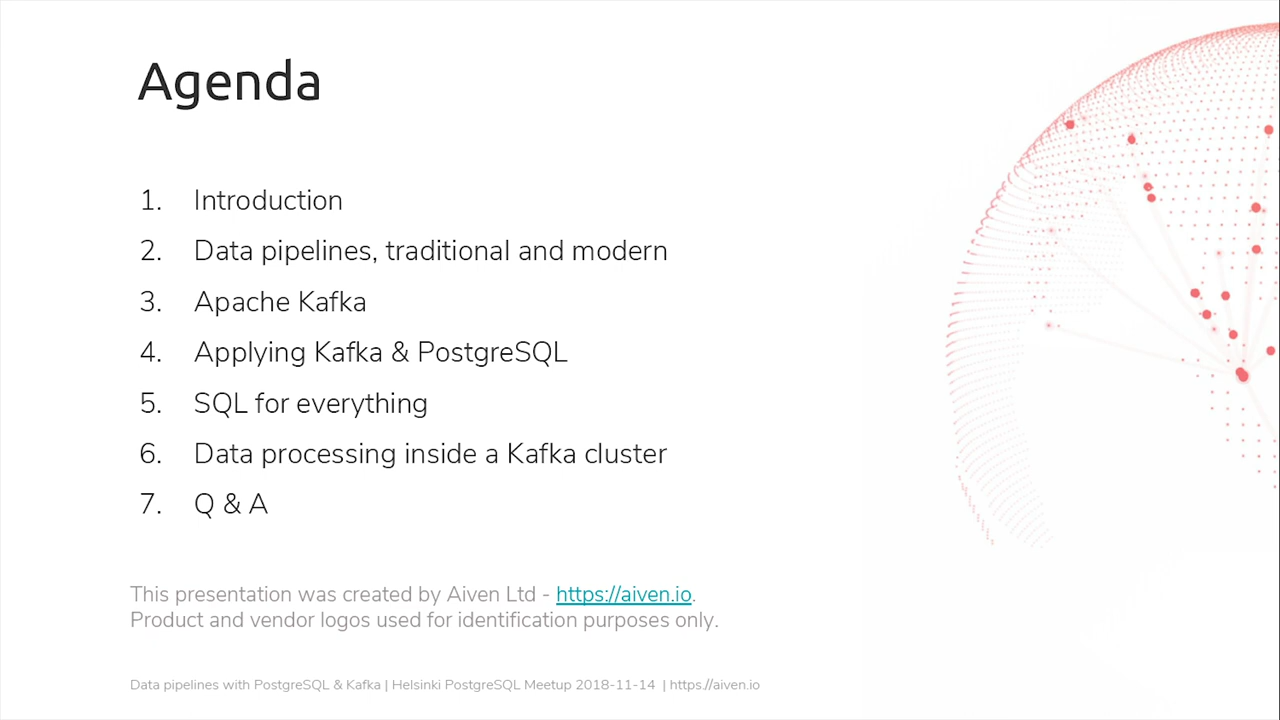 Agenda
1. Introduction
2. Data pipelines, traditional and modern
3. Apache Kafka
4. Applying Kafka & PostgreSQL
5. SQL for everything
6. Data processing inside a Kafka cluster
7. Q & A
This presentation was created by Aiven Ltd - https://aiven.io.
Product and vendor logos used for identification purposes only.
Data pipelines with PostgreSQL & Kafka | Helsinki PostgreSQL Meetup 2018-11-14 | https://aiven.io